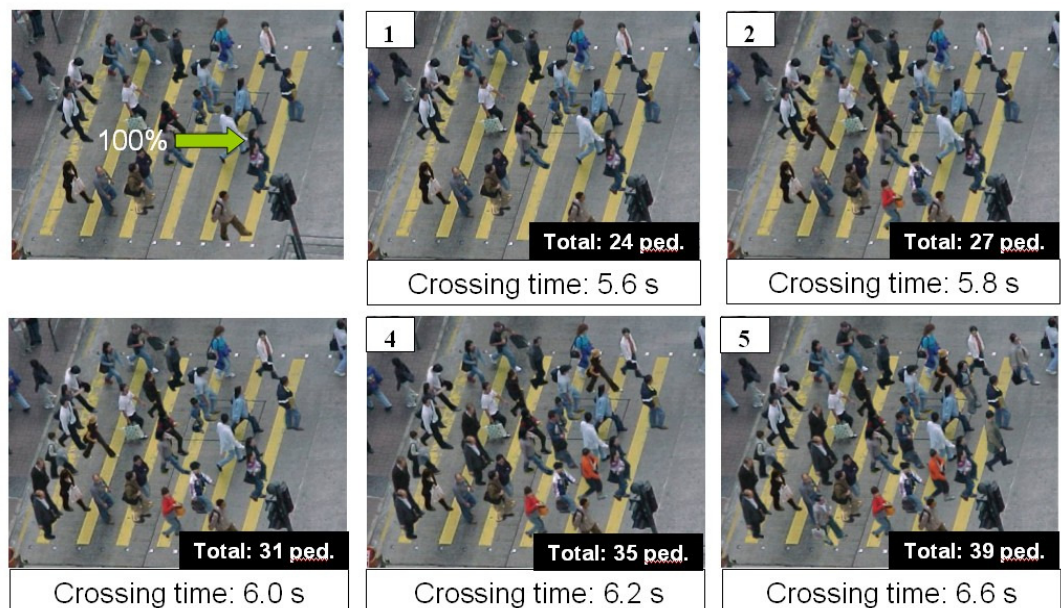 100%
1
Total: 24 ped.
Crossing time: 5.6 s
2
Total: 27 ped.
Crossing time: 5.8 s
Total: 31 ped.
Crossing time: 6.0 s
4
Total: 35 ped.
Crossing time: 6.2 s
5
Total: 39 ped.
Crossing time: 6.6 s